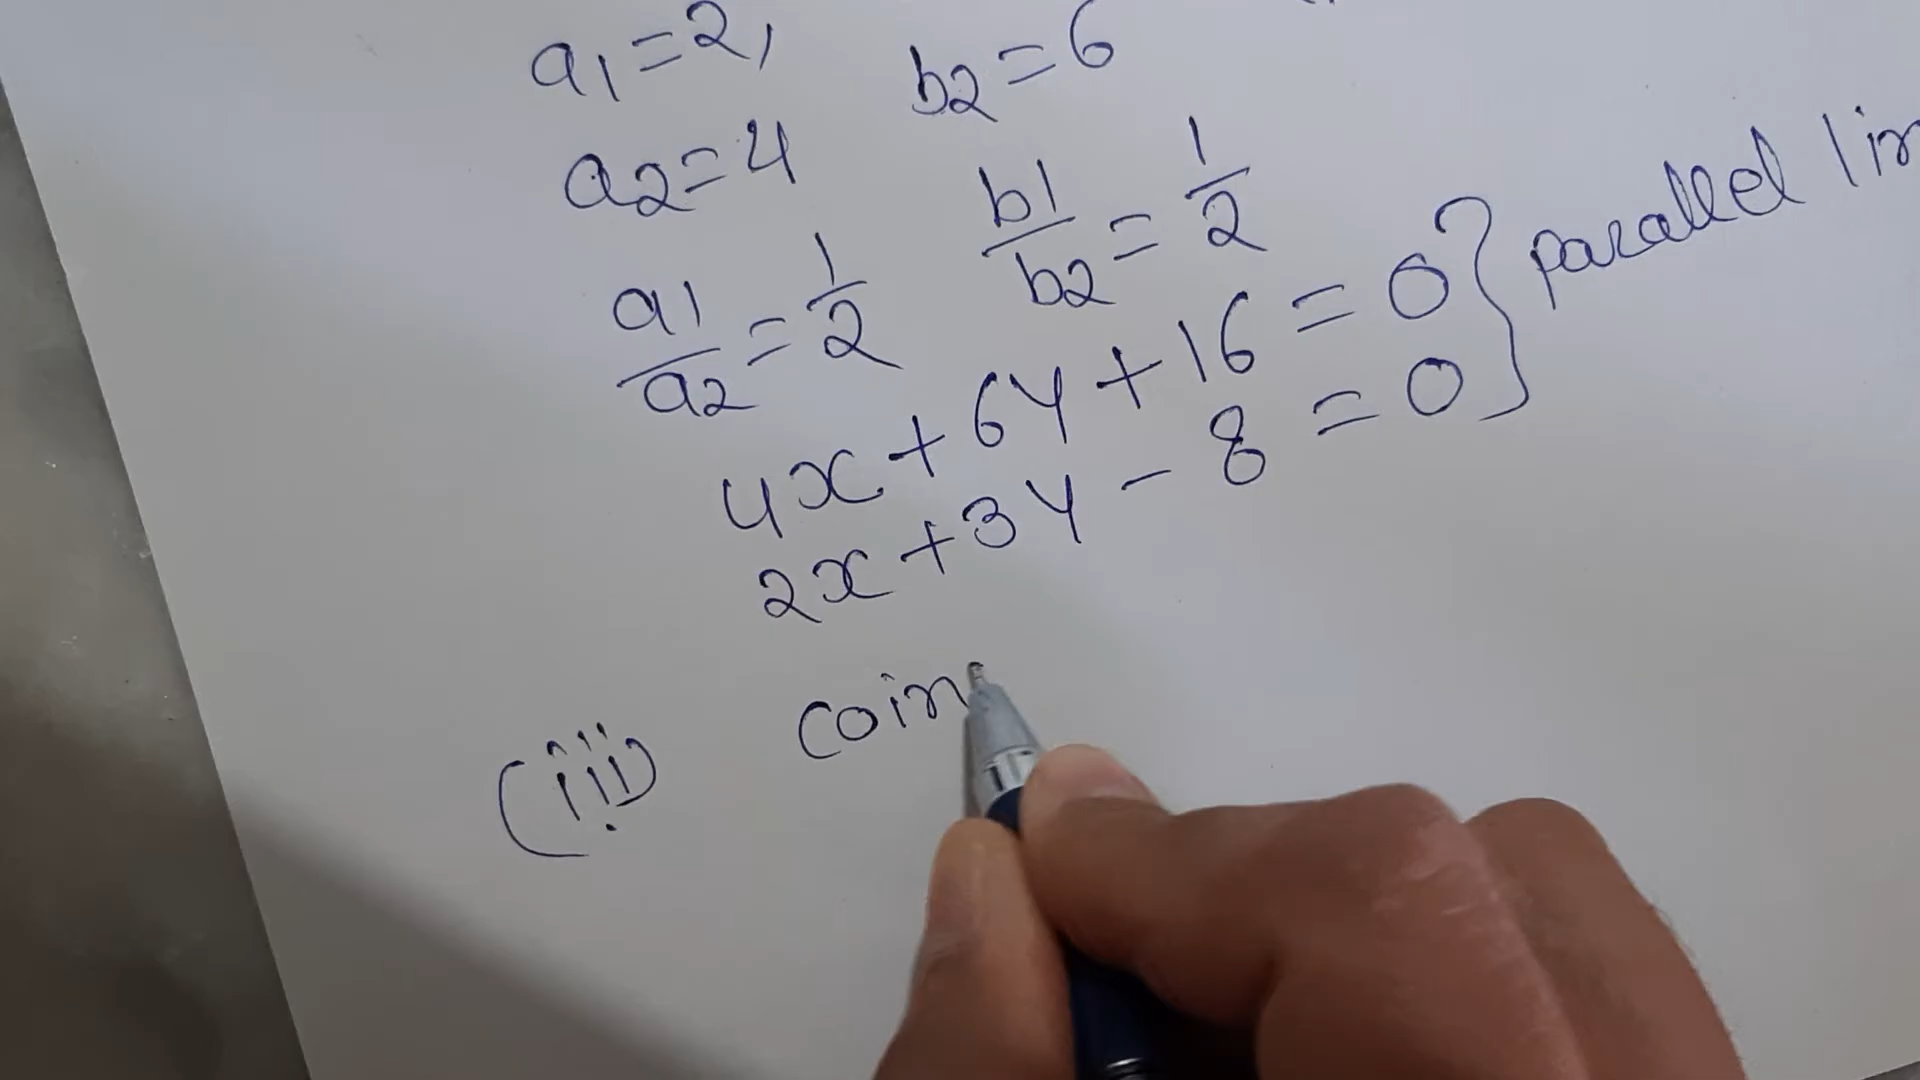 a1 = 2, b2 = 6
a2 = 4
a1/a2 = 1/2 b1/b2 = 1/2
4x + 6y + 16 = 0 } parallel
2x + 3y - 8 = 0
(iii) coin